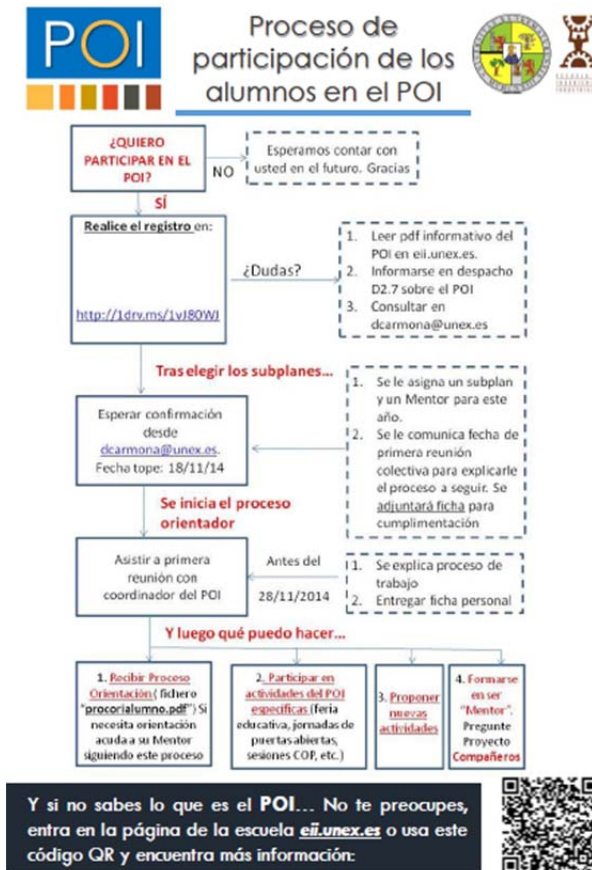 POI
Proceso de
participación de los
alumnos en el POI
¿QUIERO
PARTICIPAR EN EL
POI?
NO
Esperamos contar con
usted en el futuro. Gracias
SÍ
Realice el registro en:
http://1drv.ms/1vJ80WJ
¿Dudas?
1. Leer pdf informativo del
POI en eii.unex.es.
2. Informarse en despacho
D2.7 sobre el POI
3. Consultar en
dcarmona@unex.es
Tras elegir los subplanes...
Esperar confirmación
desde
dcarmona@unex.es.
Fecha tope: 18/11/14
1. Se le asigna un subplan
y un Mentor para este
año.
2. Se le comunica fecha de
primera reunión
colectiva para explicarle
el proceso a seguir. Se
adjuntará ficha para
cumplimentación
Se inicia el proceso
orientador
Asistir a primera
reunión con
coordinador del POI
Antes del
28/11/2014
1. Se explica proceso de
trabajo
2. Entregar ficha personal
Y luego qué puedo hacer...
1. Recibir Proceso
Orientación( fichero
"procorialumno.pdf") Si
necesita orientación
acuda a su Mentor
siguiendo este proceso
2. Participar en
actividades del POI
específicas (feria
educativa, jornadas de
puertas abiertas,
sesiones COP, etc.)
3. Proponer
nuevas
actividades
4. Formarse
en ser
"Mentor".
Pregunte
Proyecto
Compañeros
Y si no sabes lo que es el POI... No te preocupes,
entra en la página de la escuela eii.unex.es o usa este
código QR y encuentra más información: